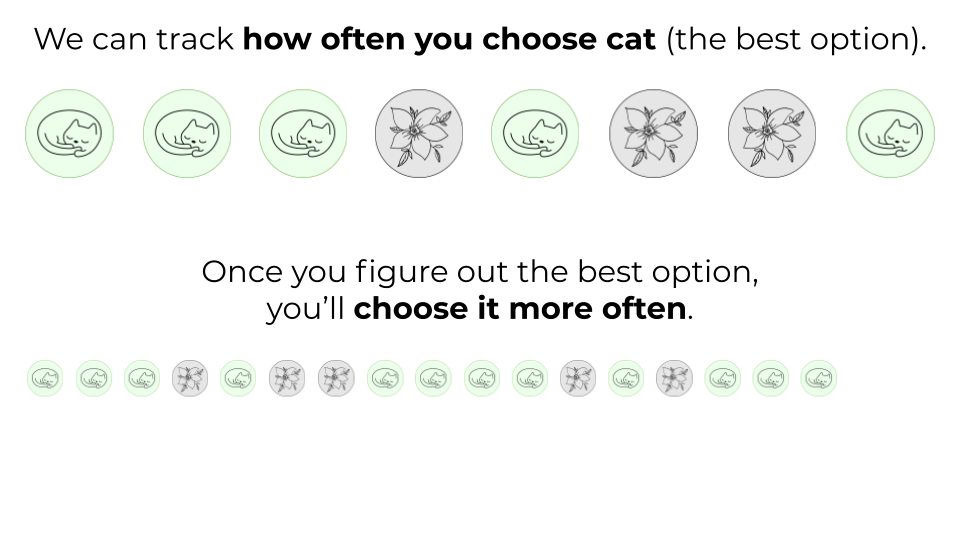 We can track how often you choose cat (the best option).
Once you figure out the best option,
you’ll choose it more often.